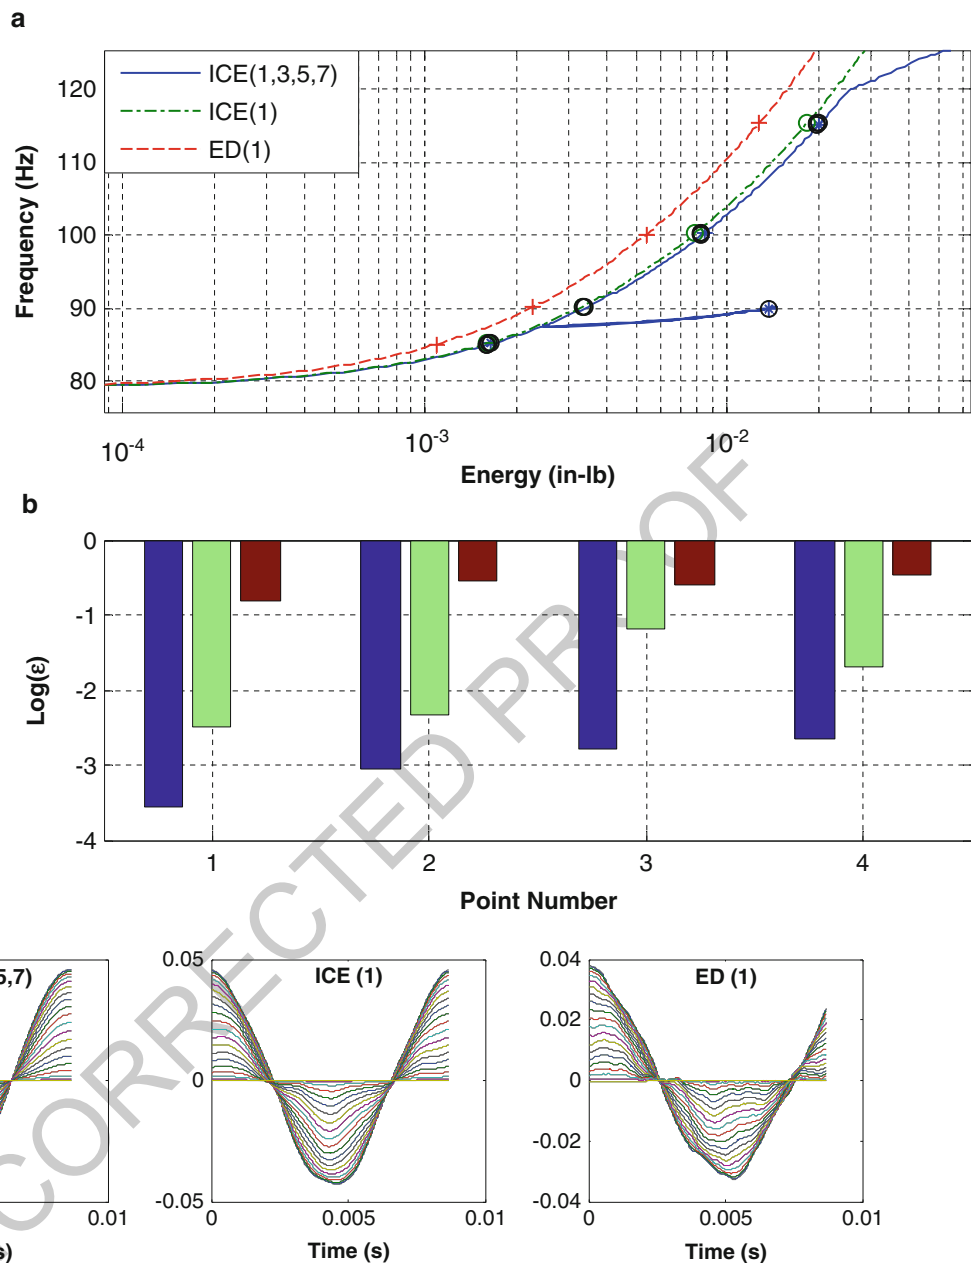 a
ICE(1,3,5,7)
ICE(1)
ED(1)
120
110
100
90
80
Frequency (Hz)
10-4
10-3
10-2
Energy (in-lb)
b
0
-1
-2
-3
-4
Log(ε)
1
2
3
4
Point Number
5,7)
0.01
s)
ICE (1)
0.05
0
-0.05
0
0.005
0.01
Time (s)
ED (1)
0.04
0.02
0
-0.02
-0.04
0
0.005
0.01
Time (s)
CORRECTED PROOF